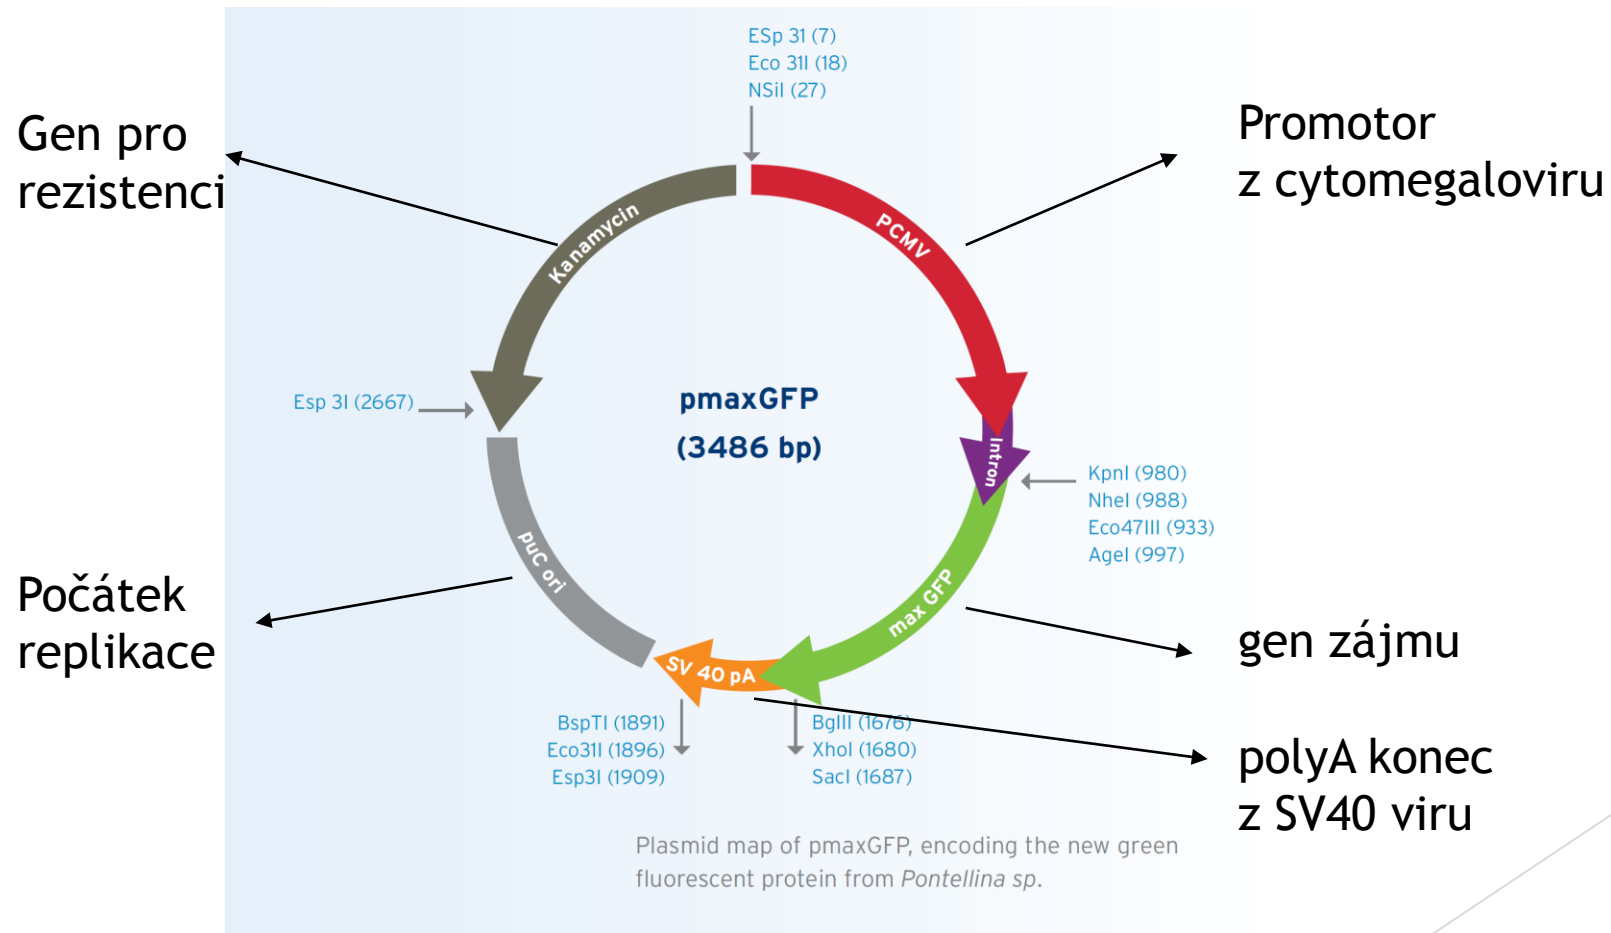 ESp 31 (7)
Eco 31I (18)
NSiI (27)
Gen pro
rezistenci
Promotor
z cytomegaloviru
Kanamycin
PCMV
Esp 3I (2667)
pmaxGFP
(3486 bp)
Intron
KpnI (980)
NheI (988)
Eco47III (933)
AgeI (997)
puC ori
max GFP
Počátek
replikace
gen zájmu
SV 40 pA
BspTI (1891)
Eco31I (1896)
Esp3I (1909)
BglII (1676)
XhoI (1680)
SacI (1687)
polyA konec
z SV40 viru
Plasmid map of pmaxGFP, encoding the new green
fluorescent protein from Pontellina sp.